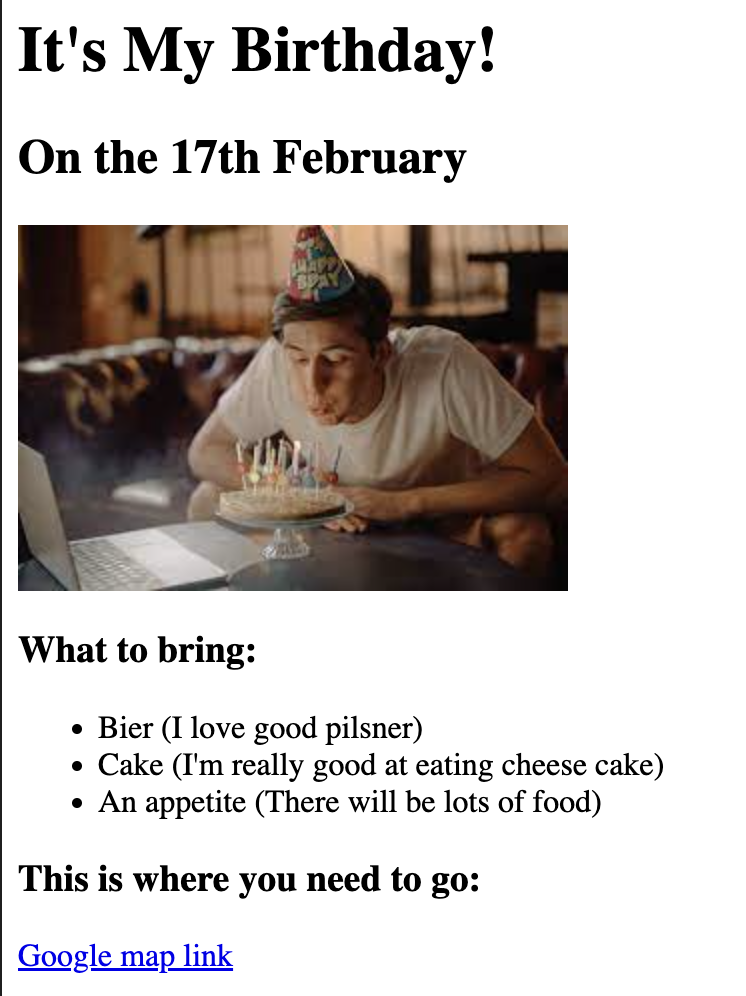 It's My Birthday!
On the 17th February
HAPPY
BDAY
What to bring:
Bier (I love good pilsner)
Cake (I'm really good at eating cheese cake)
An appetite (There will be lots of food)
This is where you need to go:
Google map link